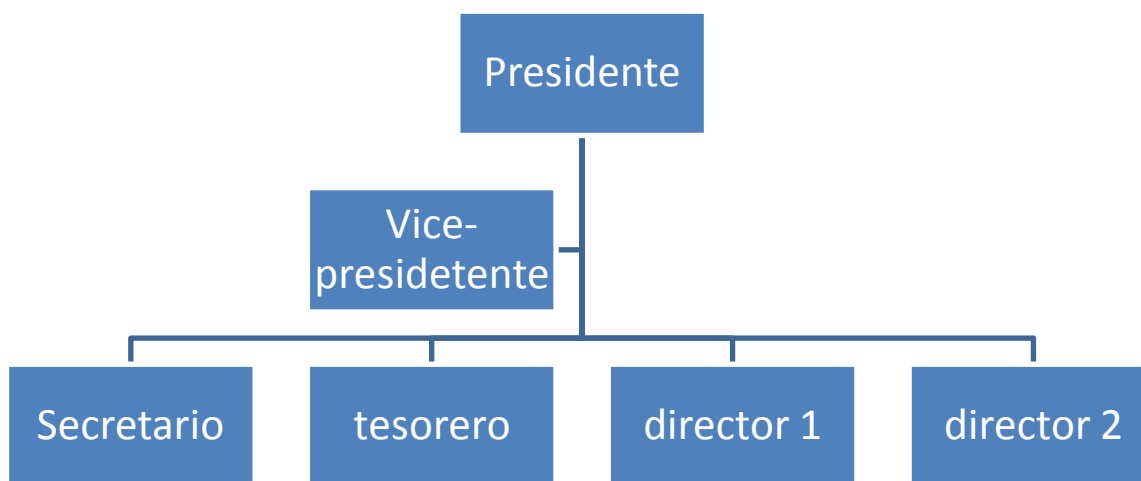 Presidente
Vice-
presidetente
Secretario
tesorero
director 1
director 2